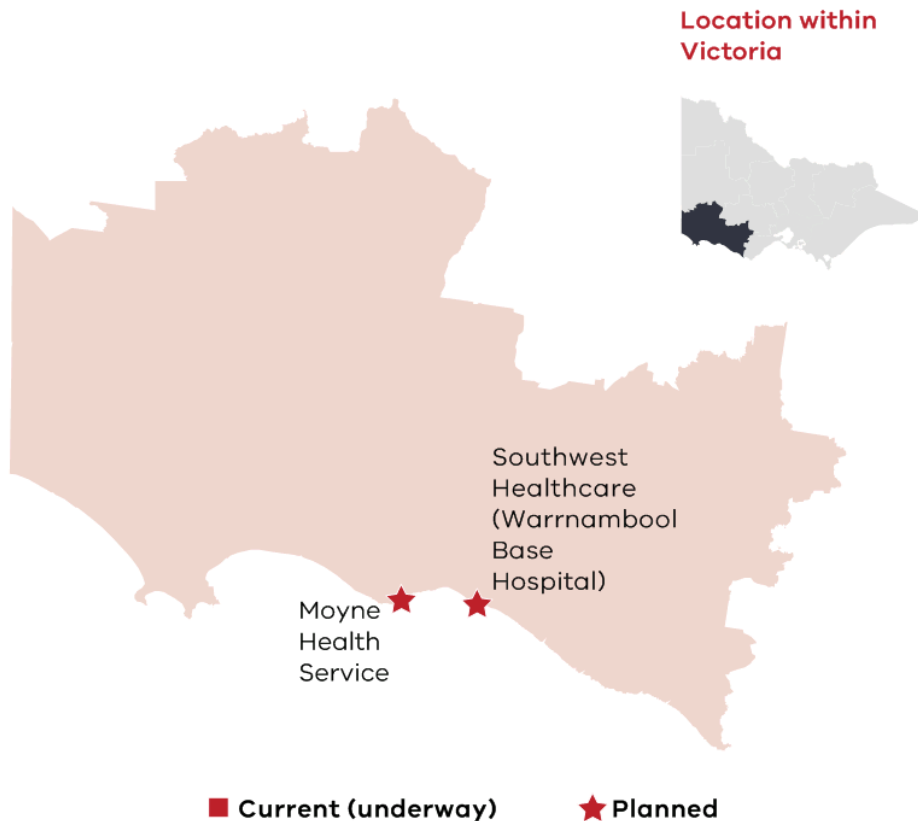 Location within
Victoria
Southwest
Healthcare
(Warrnambool
Base
Hospital)
Moyne
Health
Service
Current (underway)
Planned